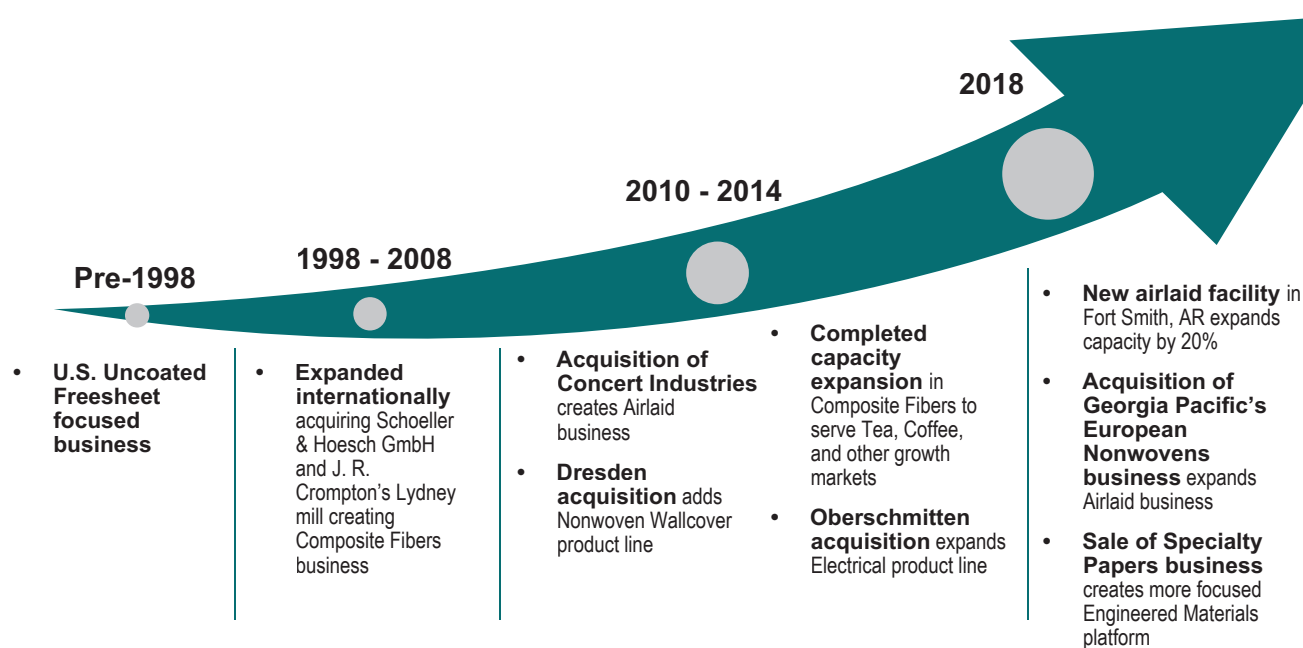 2018
2010 - 2014
1998 - 2008
Pre-1998
• U.S. Uncoated
Freesheet
focused
business
• Expanded
internationally
acquiring Schoeller
& Hoesch GmbH
and J. R.
Crompton’s Lydney
mill creating
Composite Fibers
business
• Acquisition of
Concert Industries
creates Airlaid
business
• Dresden
acquisition adds
Nonwoven Wallcover
product line
• Completed
capacity
expansion in
Composite Fibers to
serve Tea, Coffee,
and other growth
markets
• Oberschmitten
acquisition expands
Electrical product line
• New airlaid facility in
Fort Smith, AR expands
capacity by 20%
• Acquisition of
Georgia Pacific’s
European
Nonwovens
business expands
Airlaid business
• Sale of Specialty
Papers business
creates more focused
Engineered Materials
platform